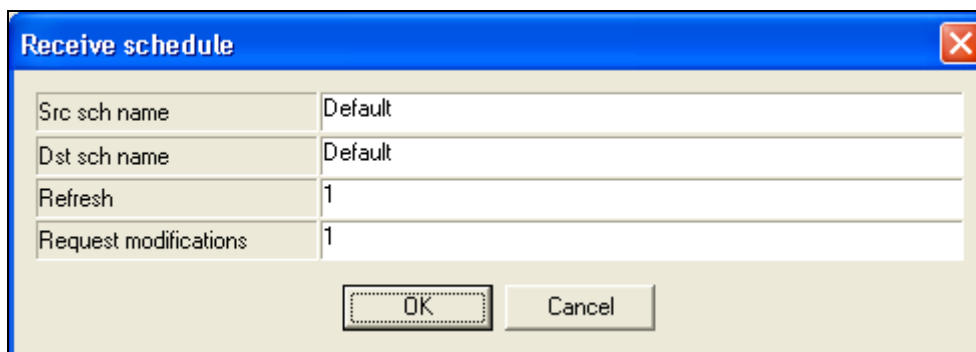 Receive schedule
Src sch name Default
Dst sch name Default
Refresh 1
Request modifications 1
OK Cancel